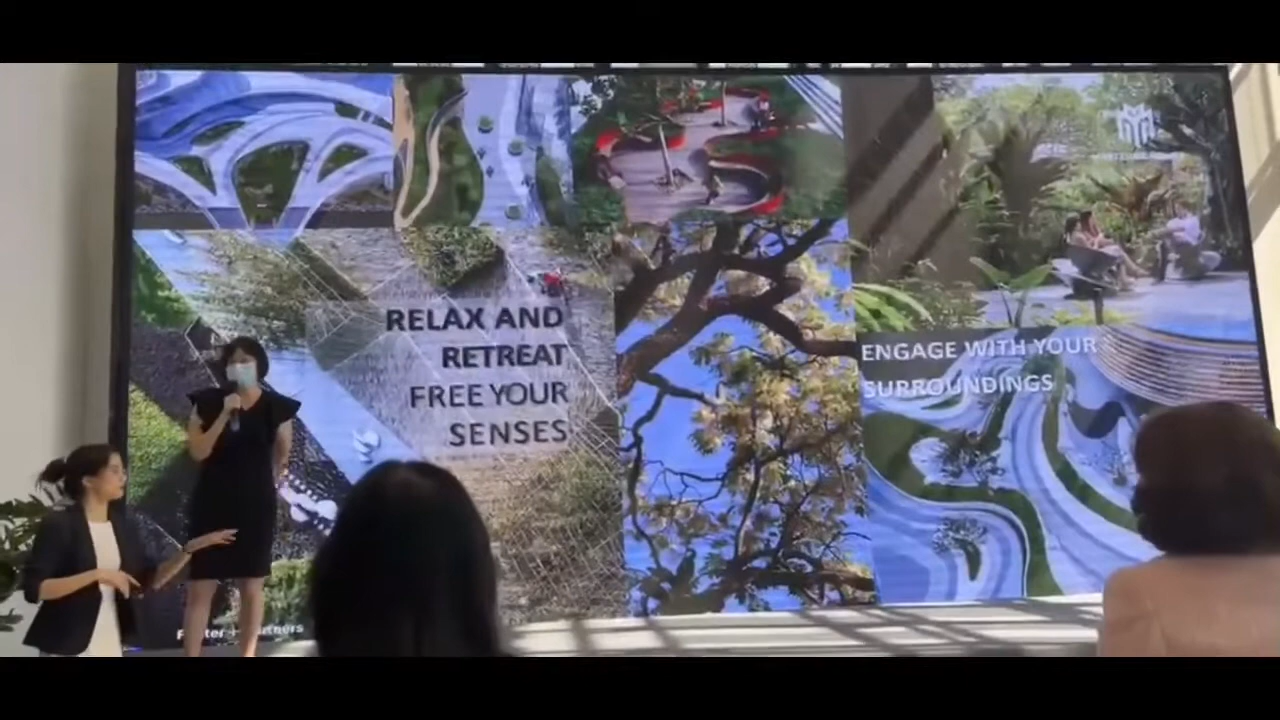 RELAX AND
RETREAT
FREE YOUR
SENSES
ENGAGE WITH YOUR
SURROUNDINGS